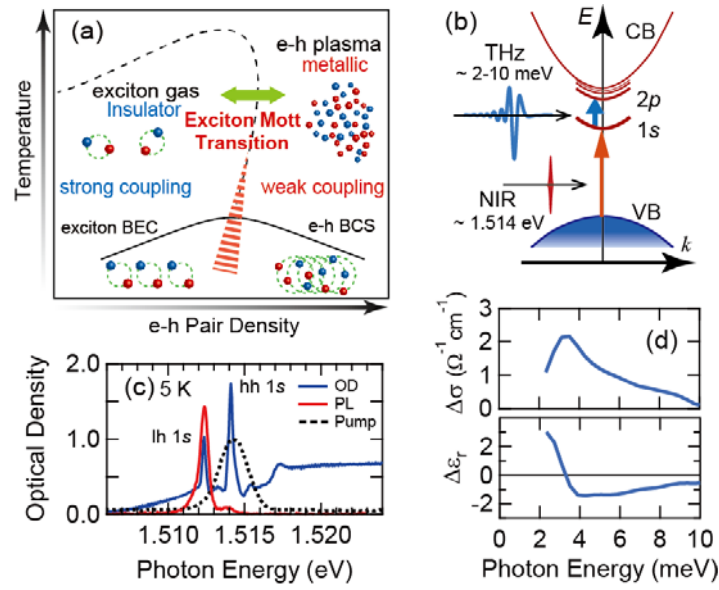 (a)
Temperature
exciton gas
Insulator
e-h plasma
metallic
Exciton Mott
Transition
strong coupling
weak coupling
exciton BEC
e-h BCS
e-h Pair Density
(b)
E
CB
THz
~ 2-10 meV
2p
1s
NIR
~ 1.514 eV
VB
k
(c) 5 K
hh 1s
lh 1s
OD
PL
Pump
Optical Density
2.0
1.0
0.0
1.510 1.515 1.520
Photon Energy (eV)
(d)
Δσ (Ω⁻¹ cm⁻¹)
3
2
1
0
Δεr
2
0
-2
0 2 4 6 8 10
Photon Energy (meV)